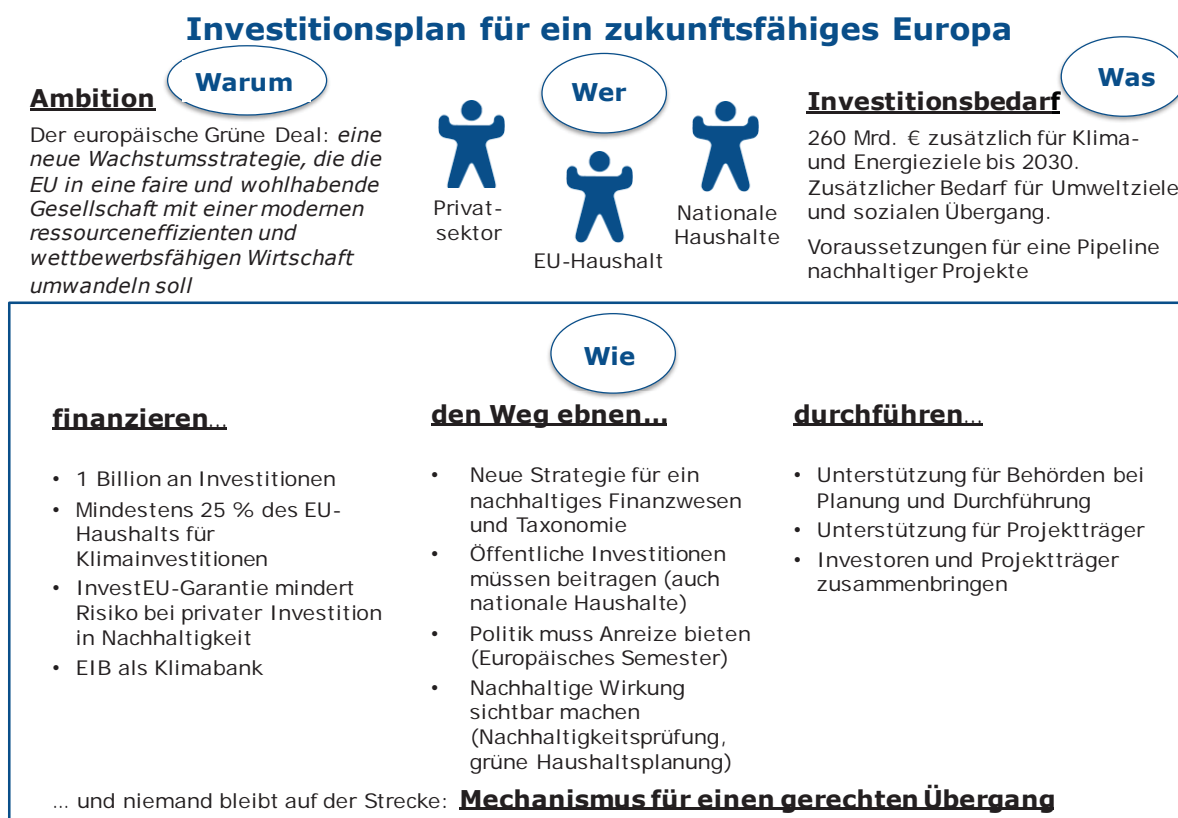 Investitionsplan für ein zukunftsfähiges Europa
Warum
Ambition
Der europäische Grüne Deal: eine
neue Wachstumsstrategie, die die
EU in eine faire und wohlhabende
Gesellschaft mit einer modernen
ressourceneffizienten und
wettbewerbsfähigen Wirtschaft
umwandeln soll
Wer
Privat-
sektor
EU-Haushalt
Nationale
Haushalte
Was
Investitionsbedarf
260 Mrd. € zusätzlich für Klima-
und Energieziele bis 2030.
Zusätzlicher Bedarf für Umweltziele
und sozialen Übergang.
Voraussetzungen für eine Pipeline
nachhaltiger Projekte
Wie
finanzieren...
• 1 Billion an Investitionen
• Mindestens 25 % des EU-
Haushalts für
Klimainvestitionen
• InvestEU-Garantie mindert
Risiko bei privater Investition
in Nachhaltigkeit
• EIB als Klimabank
den Weg ebnen...
• Neue Strategie für ein
nachhaltiges Finanzwesen
und Taxonomie
• Öffentliche Investitionen
müssen beitragen (auch
nationale Haushalte)
• Politik muss Anreize bieten
(Europäisches Semester)
• Nachhaltige Wirkung
sichtbar machen
(Nachhaltigkeitsprüfung,
grüne Haushaltsplanung)
durchführen...
• Unterstützung für Behörden bei
Planung und Durchführung
• Unterstützung für Projektträger
• Investoren und Projektträger
zusammenbringen
... und niemand bleibt auf der Strecke: Mechanismus für einen gerechten Übergang